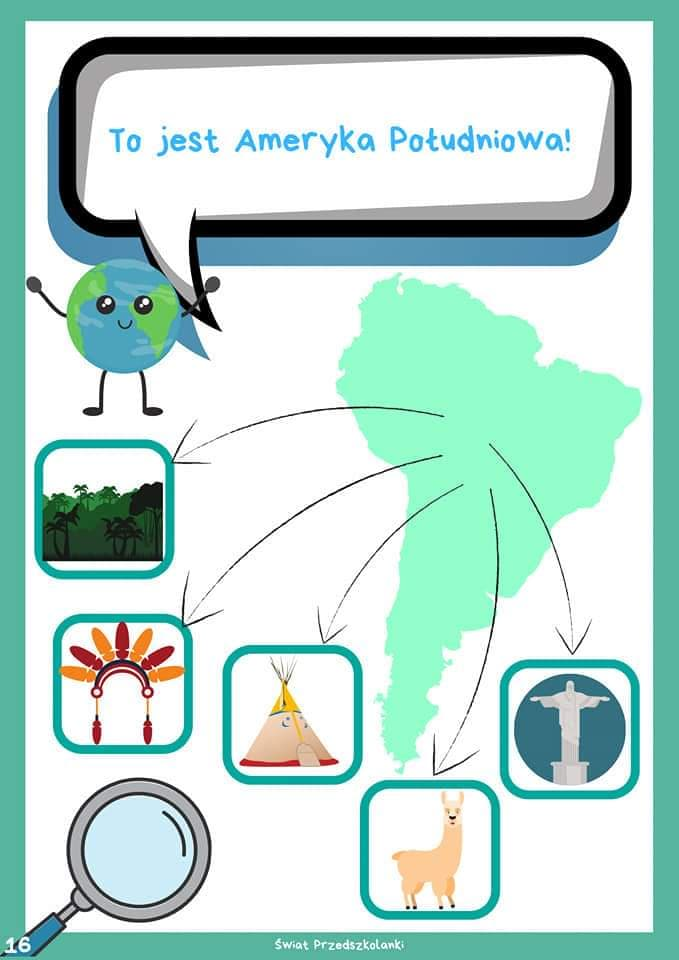 To jest Ameryka Południowa!
16
Świat Przedszkolanki